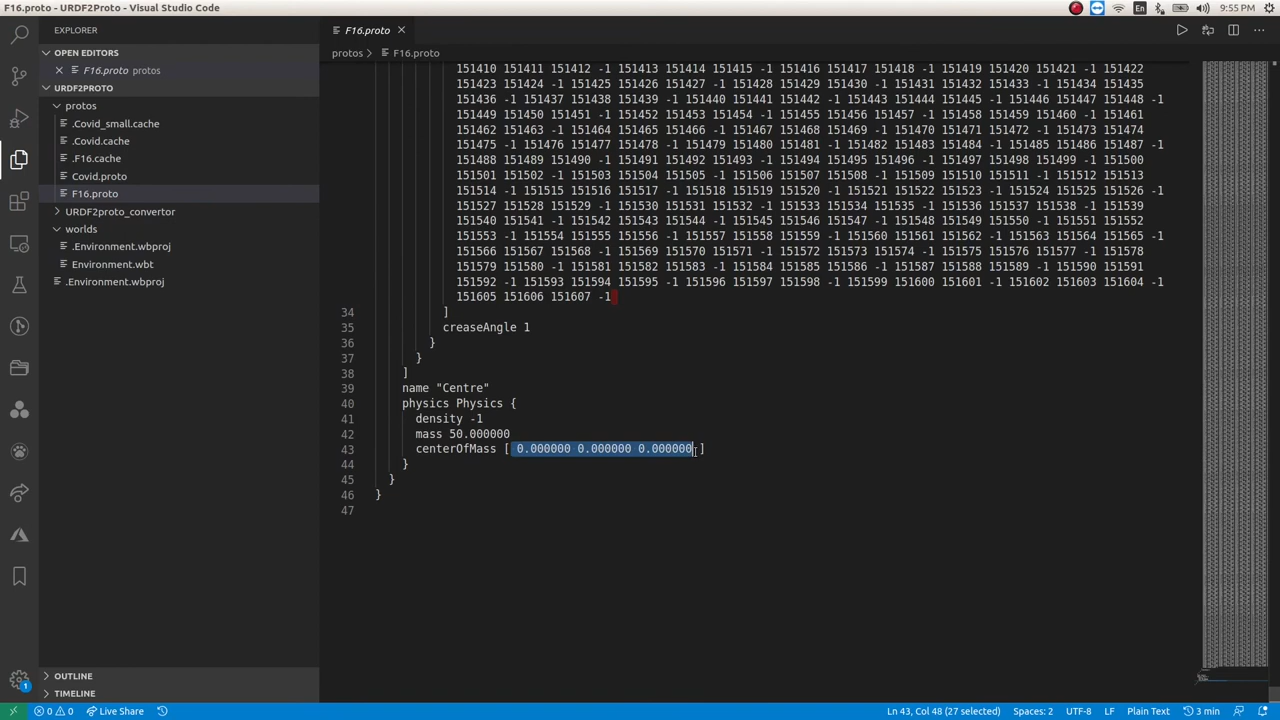 F16.proto - URDF2Proto - Visual Studio Code
En
9:55 PM
EXPLORER
OPEN EDITORS
F16.proto protos
URDF2PROTO
protos
.Covid_small.cache
.Covid.cache
.F16.cache
Covid.proto
F16.proto
URDF2proto_convertor
worlds
.Environment.wbproj
Environment.wbt
.Environment.wbproj
OUTLINE
TIMELINE
F16.proto
protos > F16.proto
151410 151411 151412 -1 151413 151414 151415 -1 151416 151417 151418 -1 151419 151420 151421 -1 151422
151423 151424 -1 151425 151426 151427 -1 151428 151429 151430 -1 151431 151432 151433 -1 151434 151435
151436 -1 151437 151438 151439 -1 151440 151441 151442 -1 151443 151444 151445 -1 151446 151447 151448 -1
151449 151450 151451 -1 151452 151453 151454 -1 151455 151456 151457 -1 151458 151459 151460 -1 151461
151462 151463 -1 151464 151465 151466 -1 151467 151468 151469 -1 151470 151471 151472 -1 151473 151474
151475 -1 151476 151477 151478 -1 151479 151480 151481 -1 151482 151483 151484 -1 151485 151486 151487 -1
151488 151489 151490 -1 151491 151492 151493 -1 151494 151495 151496 -1 151497 151498 151499 -1 151500
151501 151502 -1 151503 151504 151505 -1 151506 151507 151508 -1 151509 151510 151511 -1 151512 151513
151514 -1 151515 151516 151517 -1 151518 151519 151520 -1 151521 151522 151523 -1 151524 151525 151526 -1
151527 151528 151529 -1 151530 151531 151532 -1 151533 151534 151535 -1 151536 151537 151538 -1 151539
151540 151541 -1 151542 151543 151544 -1 151545 151546 151547 -1 151548 151549 151550 -1 151551 151552
151553 -1 151554 151555 151556 -1 151557 151558 151559 -1 151560 151561 151562 -1 151563 151564 151565 -1
151566 151567 151568 -1 151569 151570 151571 -1 151572 151573 151574 -1 151575 151576 151577 -1 151578
151579 151580 -1 151581 151582 151583 -1 151584 151585 151586 -1 151587 151588 151589 -1 151590 151591
151592 -1 151593 151594 151595 -1 151596 151597 151598 -1 151599 151600 151601 -1 151602 151603 151604 -1
151605 151606 151607 -1
34 ]
35 creaseAngle 1
36 }
37 }
38 ]
39 name "Centre"
40 physics Physics {
41 density -1
42 mass 50.000000
43 centerOfMass [ 0.000000 0.000000 0.000000 ]
44 }
45 }
46 }
47
1
0 0 Live Share
Ln 43, Col 48 (27 selected) Spaces: 2 UTF-8 LF Plain Text 3 min